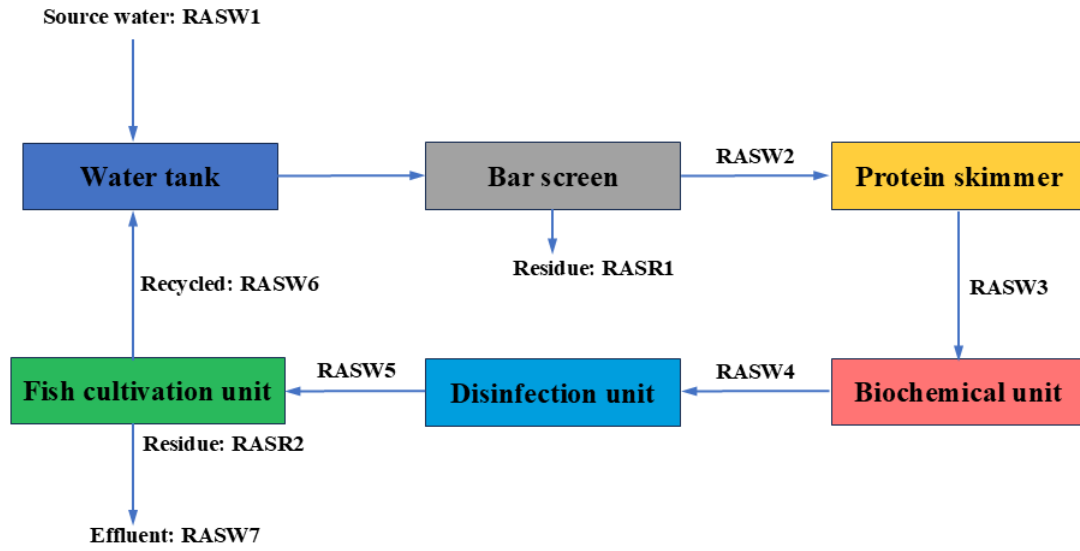 Source water: RASW1
Water tank
Bar screen
RASW2
Protein skimmer
Residue: RASR1
Recycled: RASW6
RASW3
Fish cultivation unit
RASW5
Disinfection unit
RASW4
Biochemical unit
Residue: RASR2
Effluent: RASW7